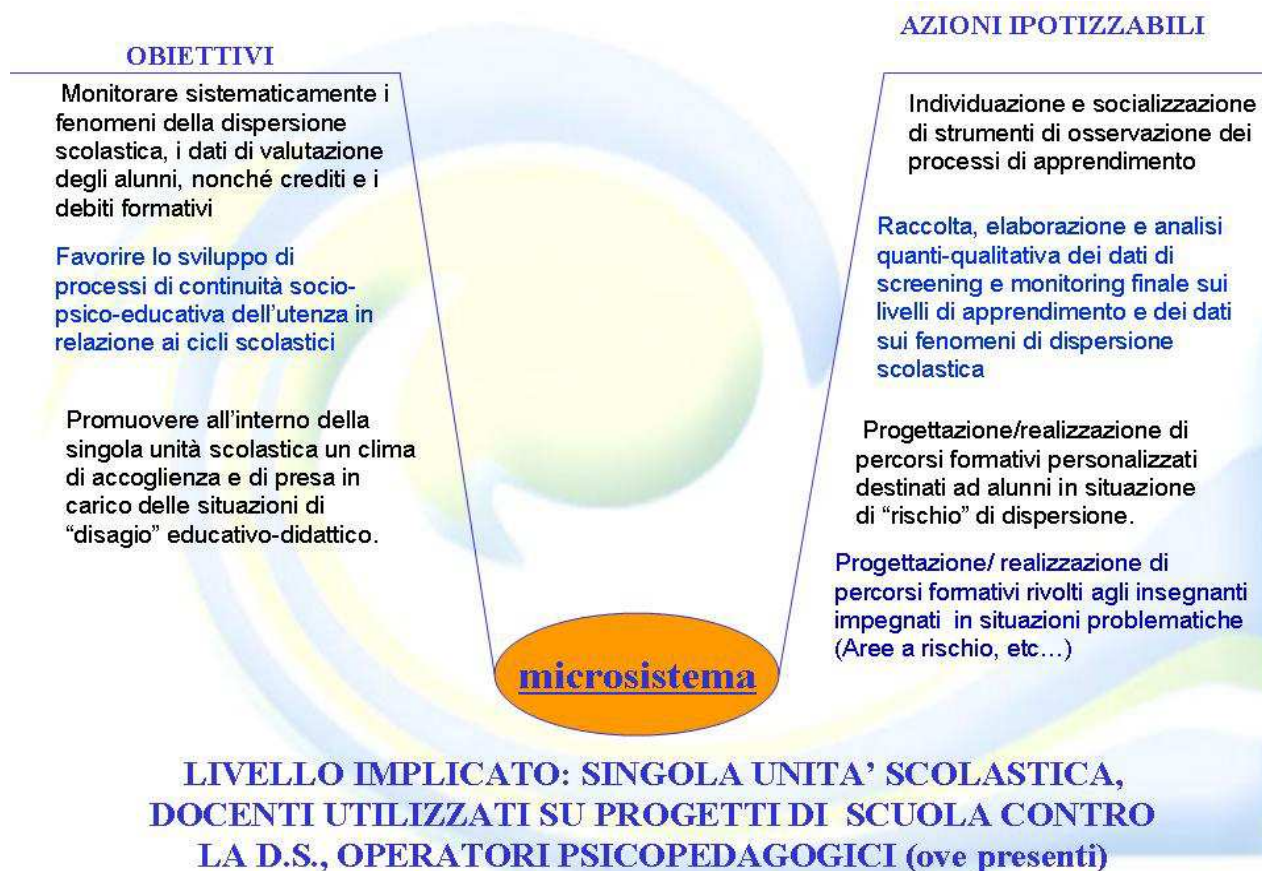 OBIETTIVI
Monitorare sistematicamente i
fenomeni della dispersione
scolastica, i dati di valutazione
degli alunni, nonché crediti e i
debiti formativi
Favorire lo sviluppo di
processi di continuità socio-
psico-educativa dell'utenza in
relazione ai cicli scolastici
Promuovere all'interno della
singola unità scolastica un clima
di accoglienza e di presa in
carico delle situazioni di
"disagio" educativo-didattico.
AZIONI IPOTIZZABILI
Individuazione e socializzazione
di strumenti di osservazione dei
processi di apprendimento
Raccolta, elaborazione e analisi
quanti-qualitativa dei dati di
screening e monitoring finale sui
livelli di apprendimento e dei dati
sui fenomeni di dispersione
scolastica
Progettazione/realizzazione di
percorsi formativi personalizzati
destinati ad alunni in situazione
di "rischio" di dispersione.
Progettazione/ realizzazione di
percorsi formativi rivolti agli insegnanti
impegnati in situazioni problematiche
(Aree a rischio, etc...)
microsistema
LIVELLO IMPLICATO: SINGOLA UNITA' SCOLASTICA,
DOCENTI UTILIZZATI SU PROGETTI DI SCUOLA CONTRO
LA D.S., OPERATORI PSICOPEDAGOGICI (ove presenti)